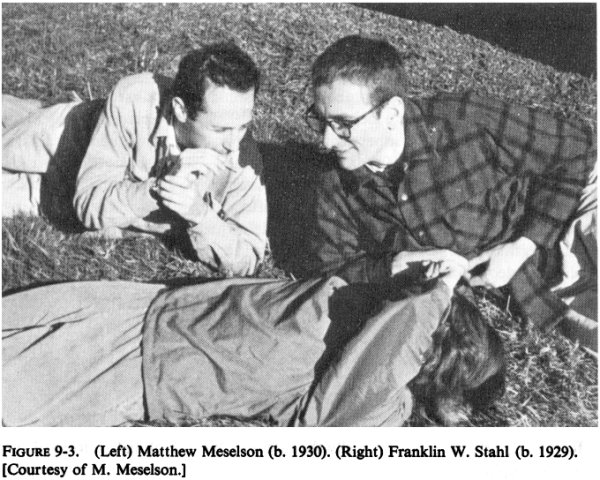 FIGURE 9-3. (Left) Matthew Meselson (b. 1930). (Right) Franklin W. Stahl (b. 1929).
[Courtesy of M. Meselson.]